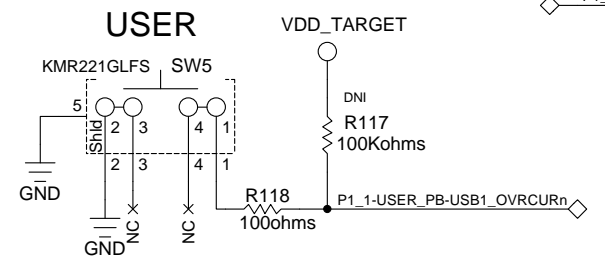 USER
VDD_TARGET
KMR221GLFS SW5
DNI
R117
100Kohms
5
Shld
2 3 4 1
2 3 4 1
GND
GND
NC
NC
R118
100ohms
P1_1-USER_PB-USB1_OVRCURn